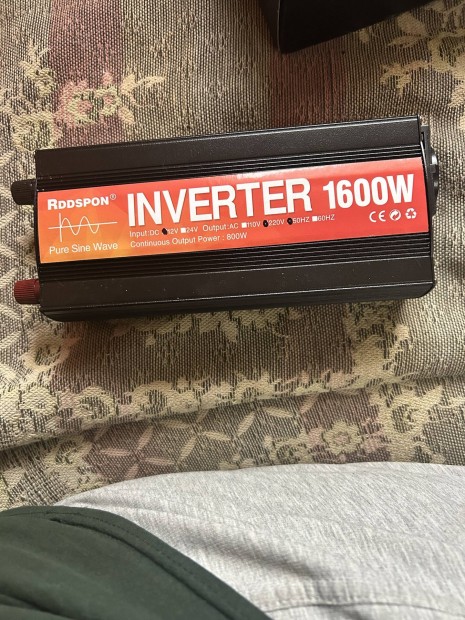 RDDSPON®
Pure Sine Wave
INVERTER 1600W
Input:DC 12V 24V Output:AC 110V 220V 50HZ 60HZ
Continuous Output Power : 800W
CE